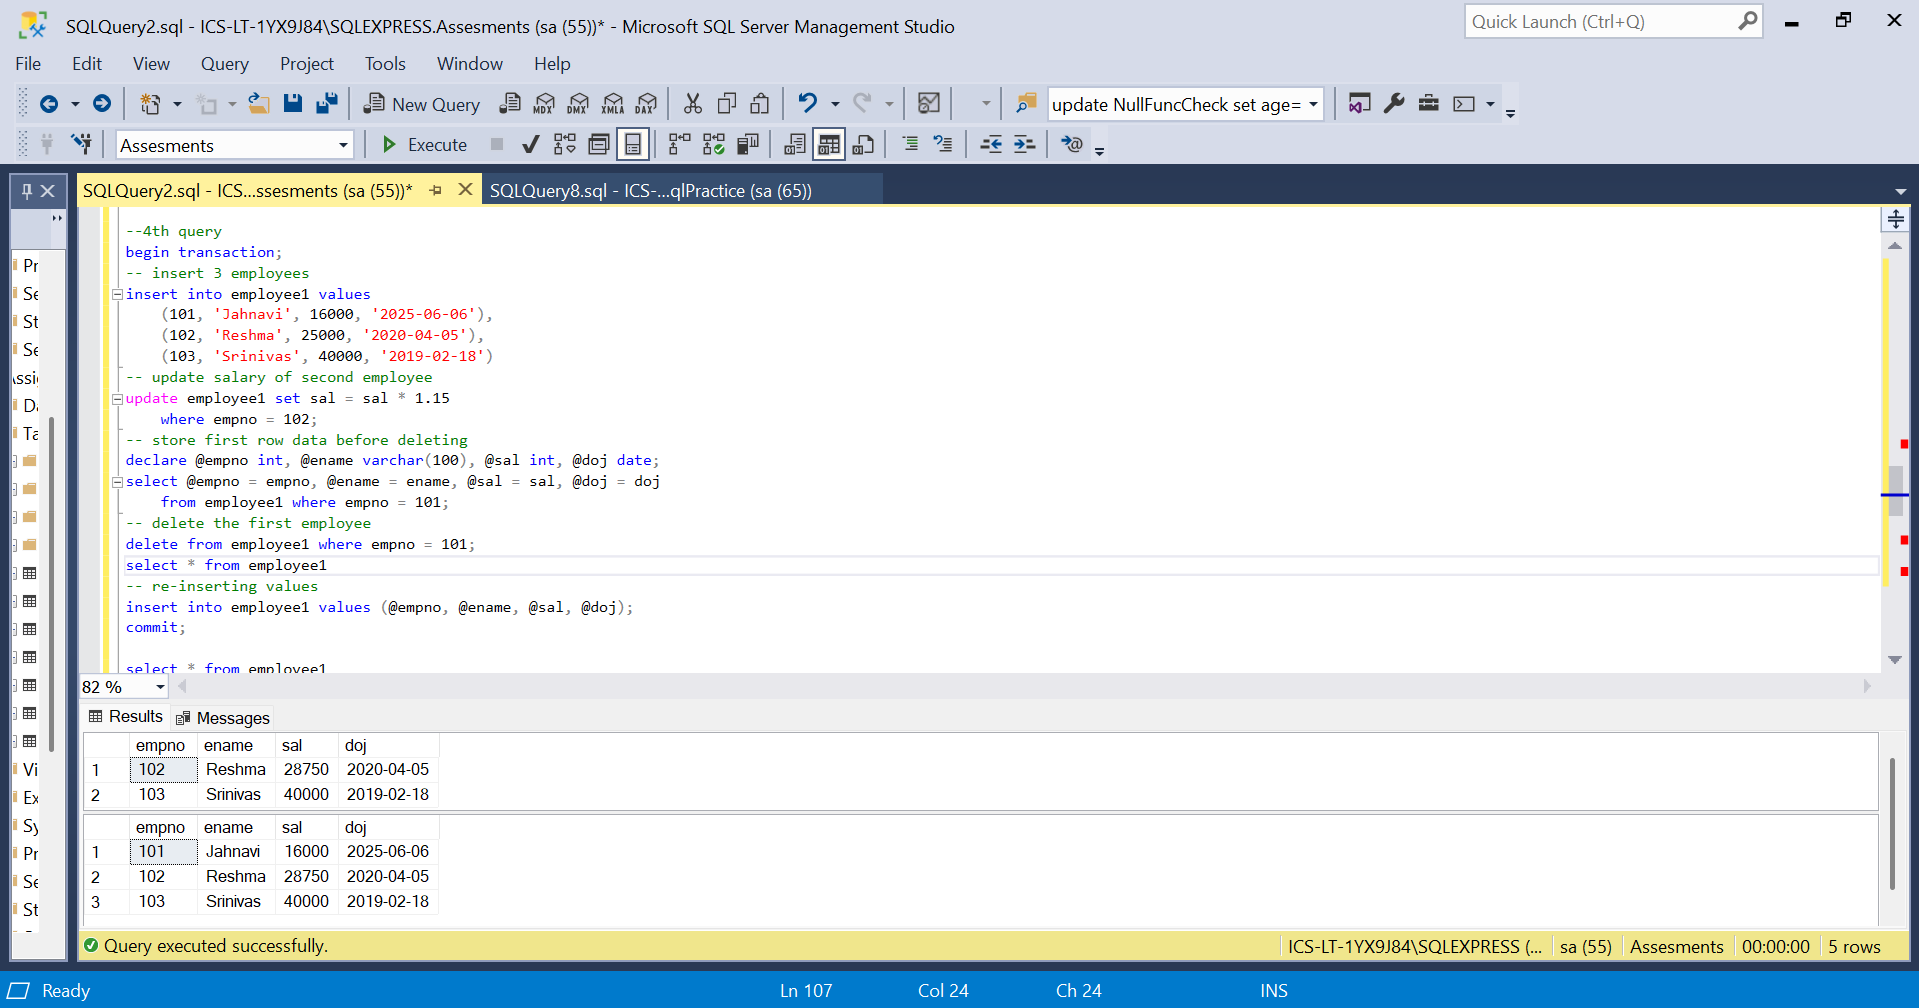 SQLQuery2.sql - ICS-LT-1YX9J84\SQLEXPRESS.Assesments (sa (55))* - Microsoft SQL Server Management Studio
Quick Launch (Ctrl+Q)
File Edit View Query Project Tools Window Help
New Query MDX DMX XMLA DAX update NullFuncCheck set age=
Assesments Execute
SQLQuery2.sql - ICS...ssesments (sa (55))* SQLQuery8.sql - ICS-...qlPractice (sa (65))
--4th query
begin transaction;
-- insert 3 employees
insert into employee1 values
(101, 'Jahnavi', 16000, '2025-06-06'),
(102, 'Reshma', 25000, '2020-04-05'),
(103, 'Srinivas', 40000, '2019-02-18')
-- update salary of second employee
update employee1 set sal = sal * 1.15
where empno = 102;
-- store first row data before deleting
declare @empno int, @ename varchar(100), @sal int, @doj date;
select @empno = empno, @ename = ename, @sal = sal, @doj = doj
from employee1 where empno = 101;
-- delete the first employee
delete from employee1 where empno = 101;
select * from employee1
-- re-inserting values
insert into employee1 values (@empno, @ename, @sal, @doj);
commit;
select * from employee1
Pr
Se
St
Se
Assi
Da
Ta
Vi
Ex
Sy
Pr
Se
St
82 %
Results Messages
empno ename sal doj
1 102 Reshma 28750 2020-04-05
2 103 Srinivas 40000 2019-02-18
empno ename sal doj
1 101 Jahnavi 16000 2025-06-06
2 102 Reshma 28750 2020-04-05
3 103 Srinivas 40000 2019-02-18
Query executed successfully. ICS-LT-1YX9J84\SQLEXPRESS (... sa (55) Assesments 00:00:00 5 rows
Ready Ln 107 Col 24 Ch 24 INS